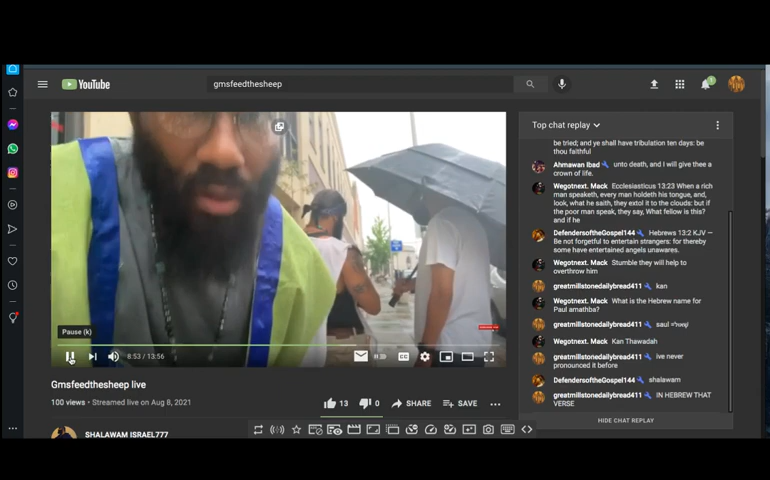 YouTube
gmsfeedthesheep
Top chat replay
be tried; and ye shall have tribulation ten days: be
thou faithful
Ahmawan Ibad unto death, and I will give thee a
crown of life.
Wegotnext. Mack Ecclesiasticus 13:23 When a rich
man speaketh, every man holdeth his tongue, and,
look, what he saith, they extol it to the clouds: but if
the poor man speak, they say, What fellow is this?
and if he
DefendersoftheGospel144 Hebrews 13:2 KJV —
Be not forgetful to entertain strangers: for thereby
some have entertained angels unawares.
Wegotnext. Mack Stumble they will help to
overthrow him
greatmillstonedailybread411 kan
Wegotnext. Mack What is the Hebrew name for
Paul amathba?
greatmillstonedailybread411 saul
Wegotnext. Mack Kan Thawadah
greatmillstonedailybread411 ive never
pronounced it before
DefendersoftheGospel144 shalawam
greatmillstonedailybread411 IN HEBREW THAT
VERSE
HIDE CHAT REPLAY
Pause (k)
8:53 / 13:56
Gmsfeedthesheep live
100 views • Streamed live on Aug 8, 2021
13
0
SHARE
SAVE
SHALAWAM ISRAEL777